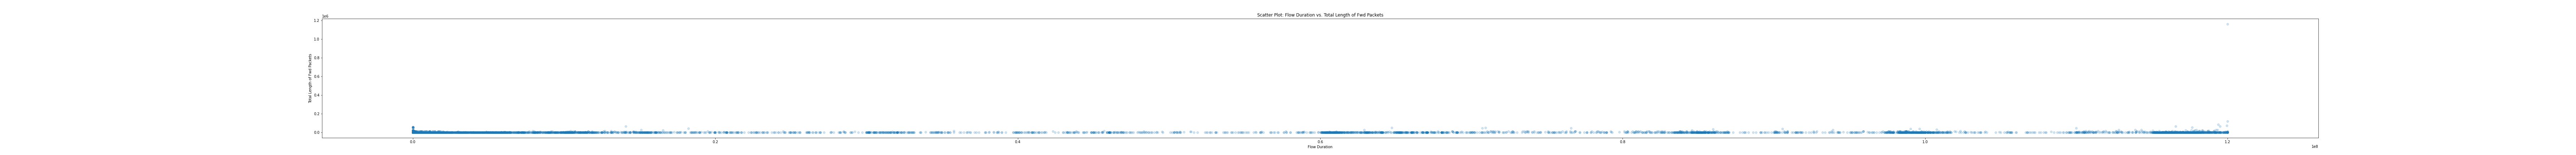 Scatter Plot: Flow Duration vs. Total Length of Fwd Packets
1e6
1.2
1.0
0.8
0.6
0.4
0.2
0.0
Total Length of Fwd Packets
0.0 0.2 0.4 0.6 0.8 1.0 1.2
Flow Duration
1e8